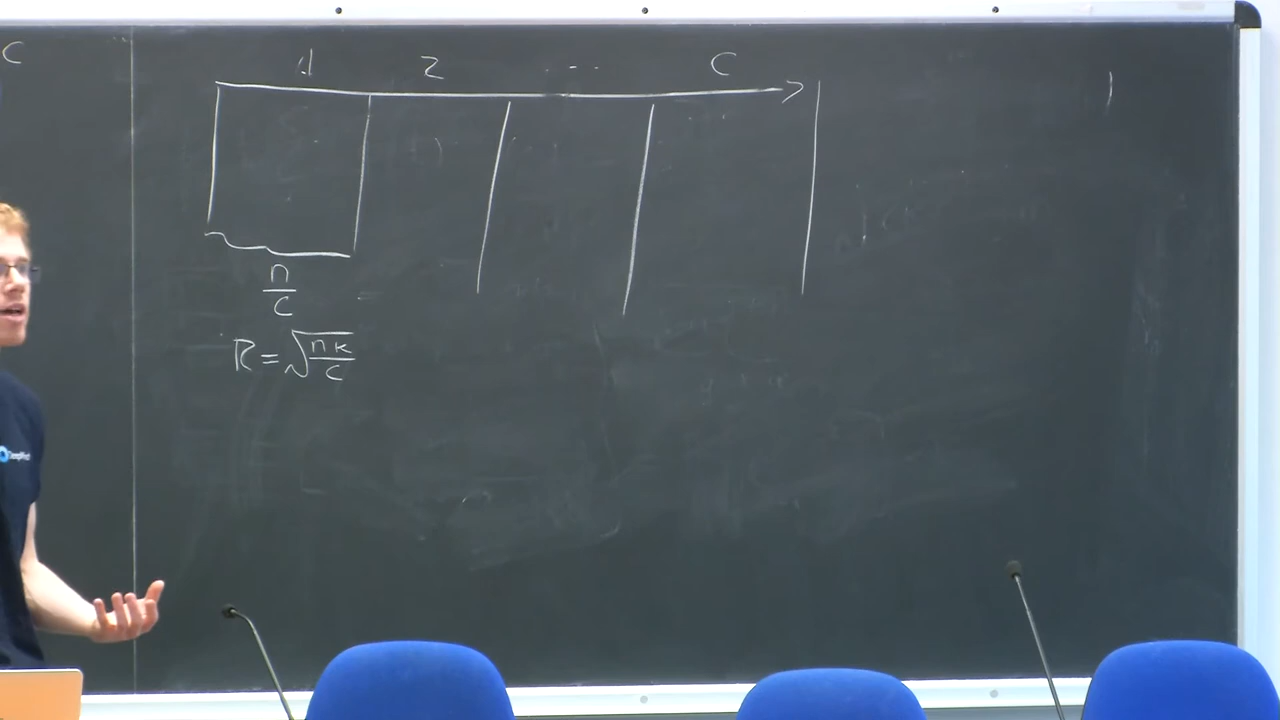 C
1 2 ... C
n/c
R = √(nk/c)